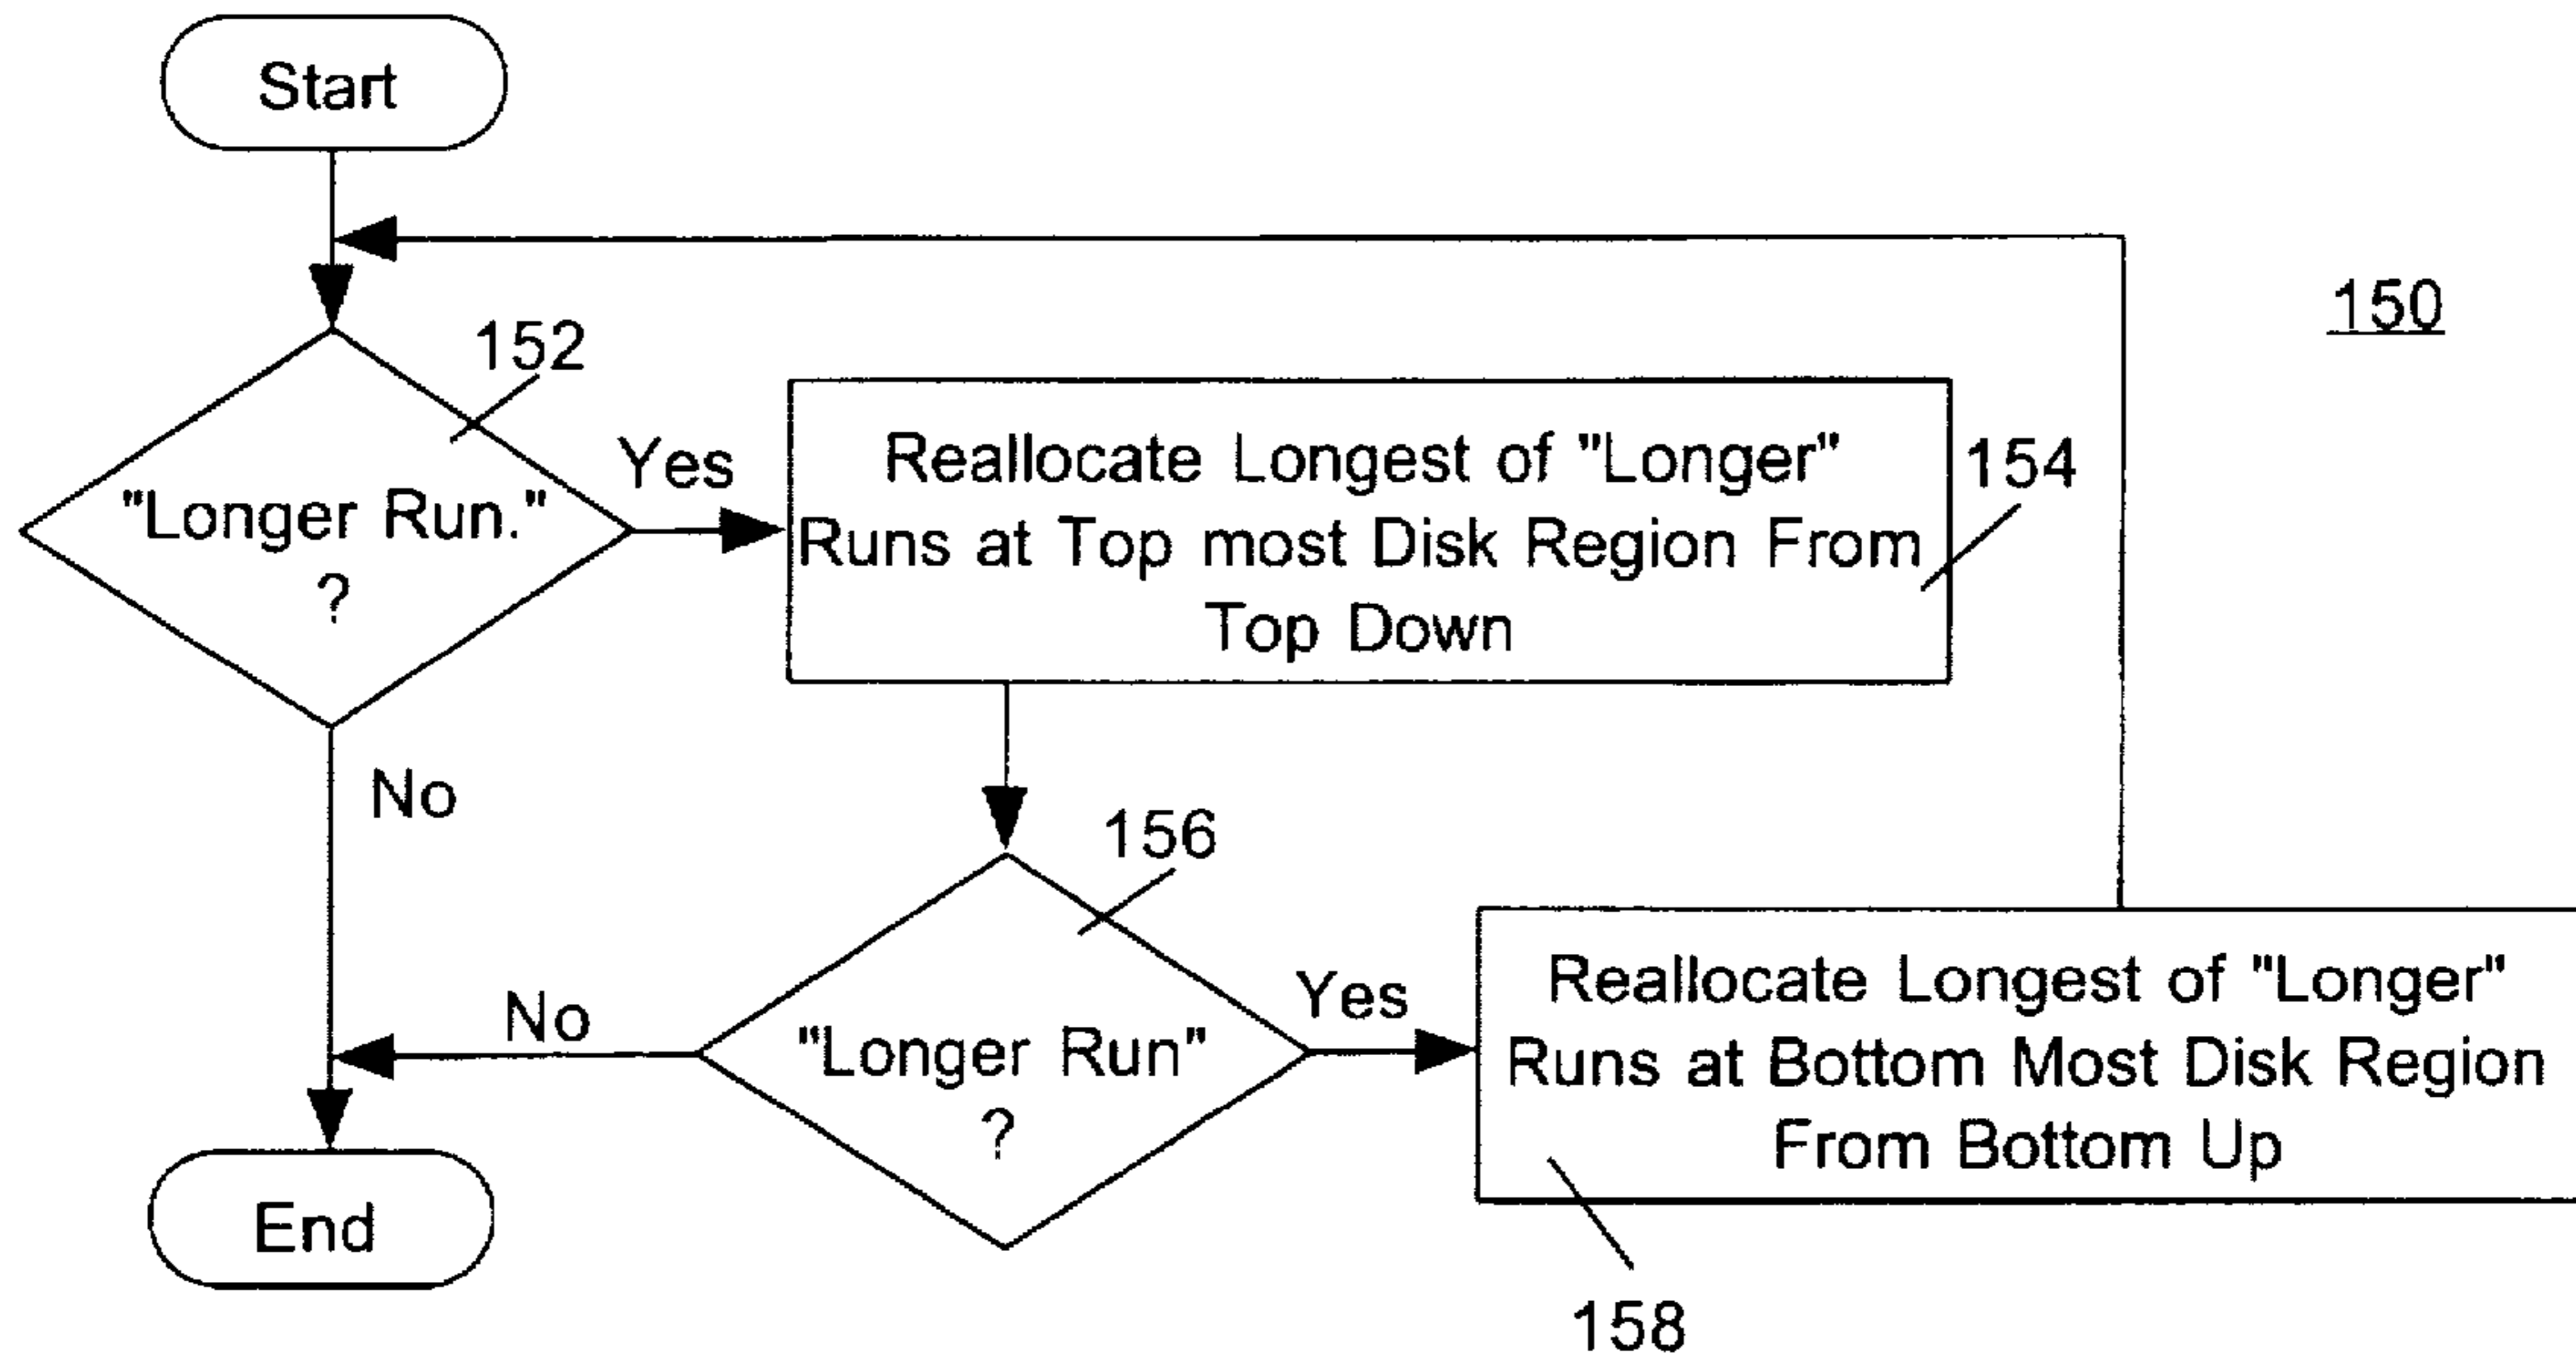 Start
150
152
"Longer Run."
?
Yes
Reallocate Longest of "Longer"
Runs at Top most Disk Region From
Top Down
154
No
156
"Longer Run"
?
No
Yes
Reallocate Longest of "Longer"
Runs at Bottom Most Disk Region
From Bottom Up
158
End